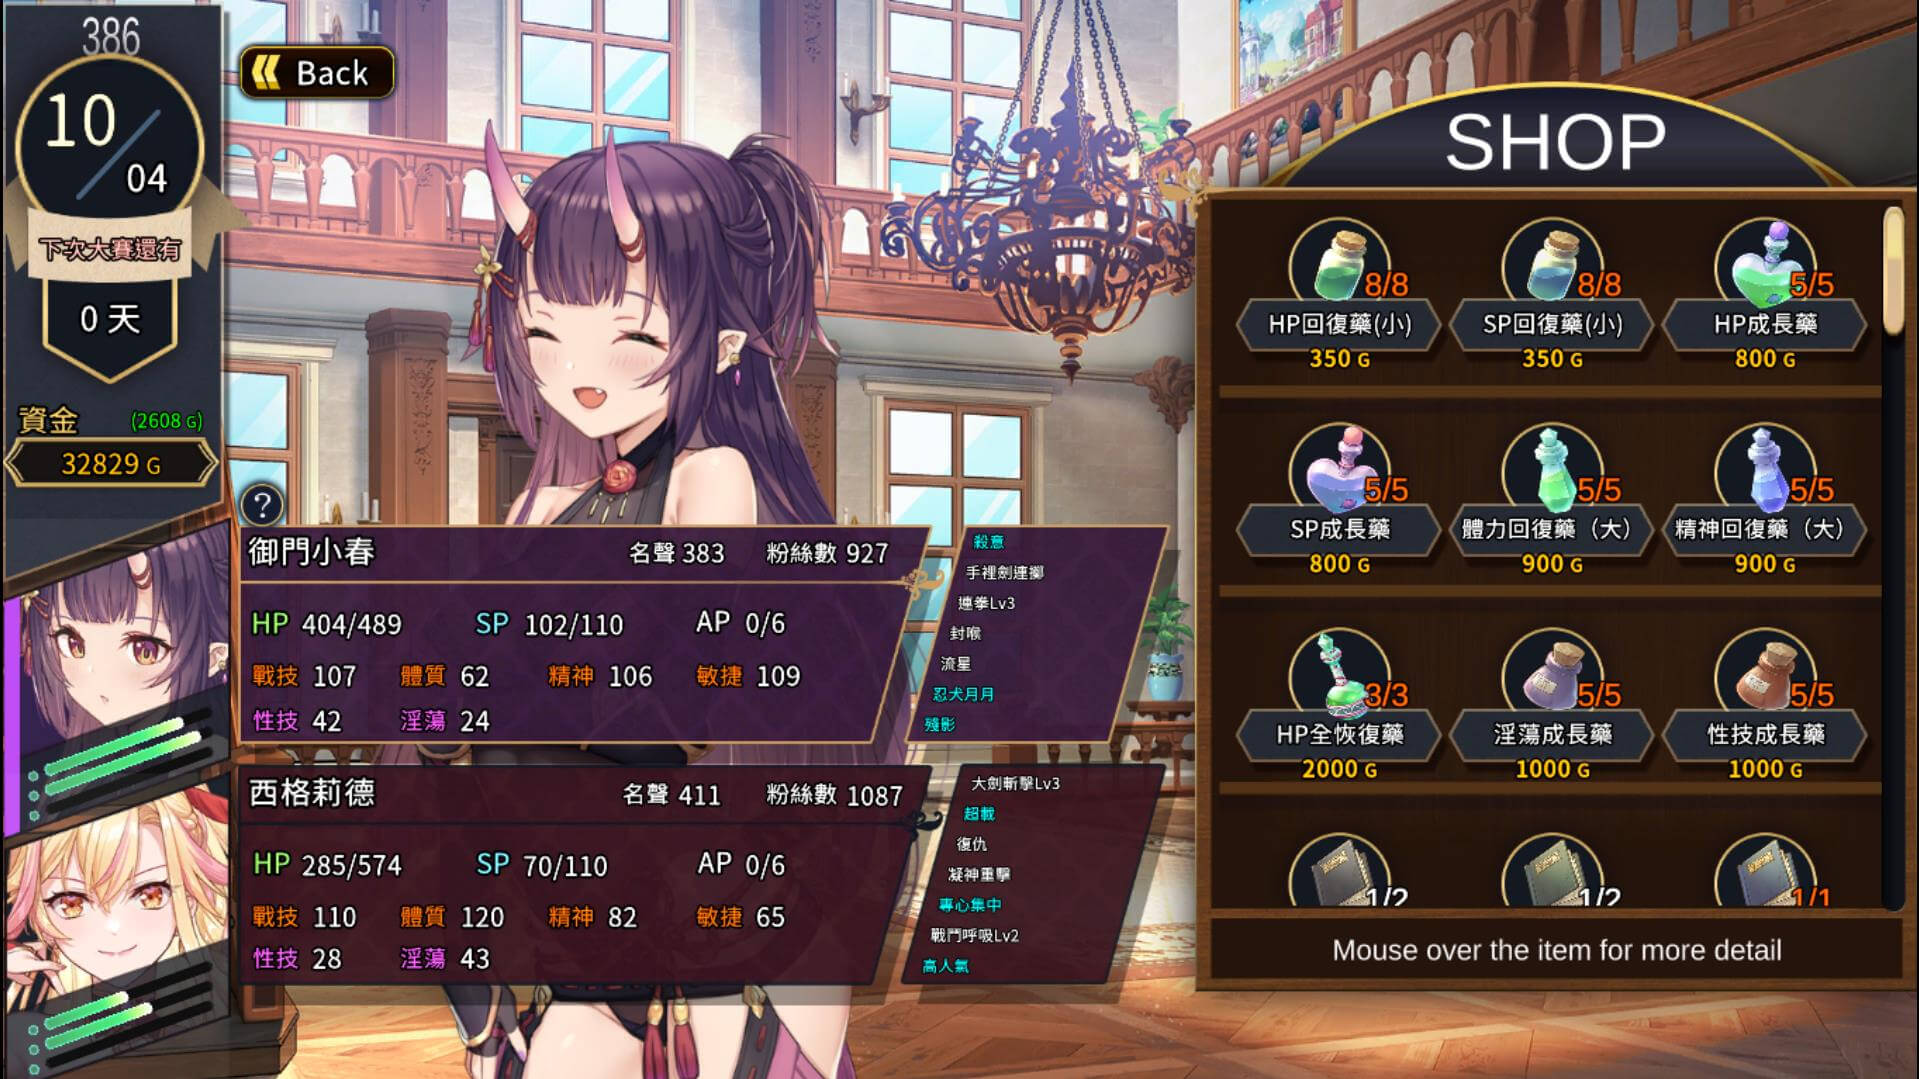 386
10/04
下次大賽還有
0 天
資金 (2608 G)
32829 G
Back
?
御門小春 名聲 383 粉絲數 927
HP 404/489 SP 102/110 AP 0/6
戰技 107 體質 62 精神 106 敏捷 109
性技 42 淫蕩 24
殺意
手裡劍連擲
連拳Lv3
封喉
流星
忍犬月月
殘影
西格莉德 名聲 411 粉絲數 1087
HP 285/574 SP 70/110 AP 0/6
戰技 110 體質 120 精神 82 敏捷 65
性技 28 淫蕩 43
大劍斬擊Lv3
超載
復仇
凝神重擊
專心集中
戰鬥呼吸Lv2
高人氣
SHOP
8/8 8/8 5/5
HP回復藥(小) SP回復藥(小) HP成長藥
350 G 350 G 800 G
5/5 5/5 5/5
SP成長藥 體力回復藥（大） 精神回復藥（大）
800 G 900 G 900 G
3/3 5/5 5/5
HP全恢復藥 淫蕩成長藥 性技成長藥
2000 G 1000 G 1000 G
1/2 1/2 1/1
Mouse over the item for more detail